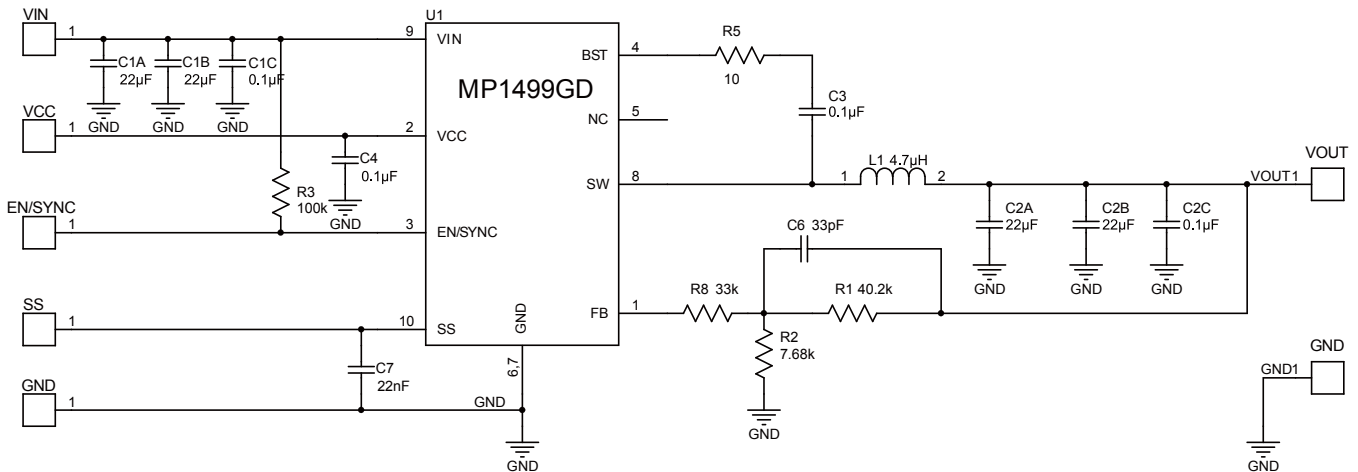 VIN
1
C1A
22µF
GND
C1B
22µF
GND
C1C
0.1µF
GND
VCC
1
C4
0.1µF
GND
R3
100k
EN/SYNC
1
SS
1
C7
22nF
GND
1
GND
GND
U1
MP1499GD
9
VIN
2
VCC
3
EN/SYNC
10
SS
GND
6,7
BST
4
NC
5
SW
8
FB
1
R5
10
C3
0.1µF
L1 4.7µH
1
2
C6 33pF
R8 33k
R1 40.2k
R2
7.68k
GND
C2A
22µF
GND
C2B
22µF
GND
C2C
0.1µF
GND
VOUT
VOUT1
GND
GND1
GND